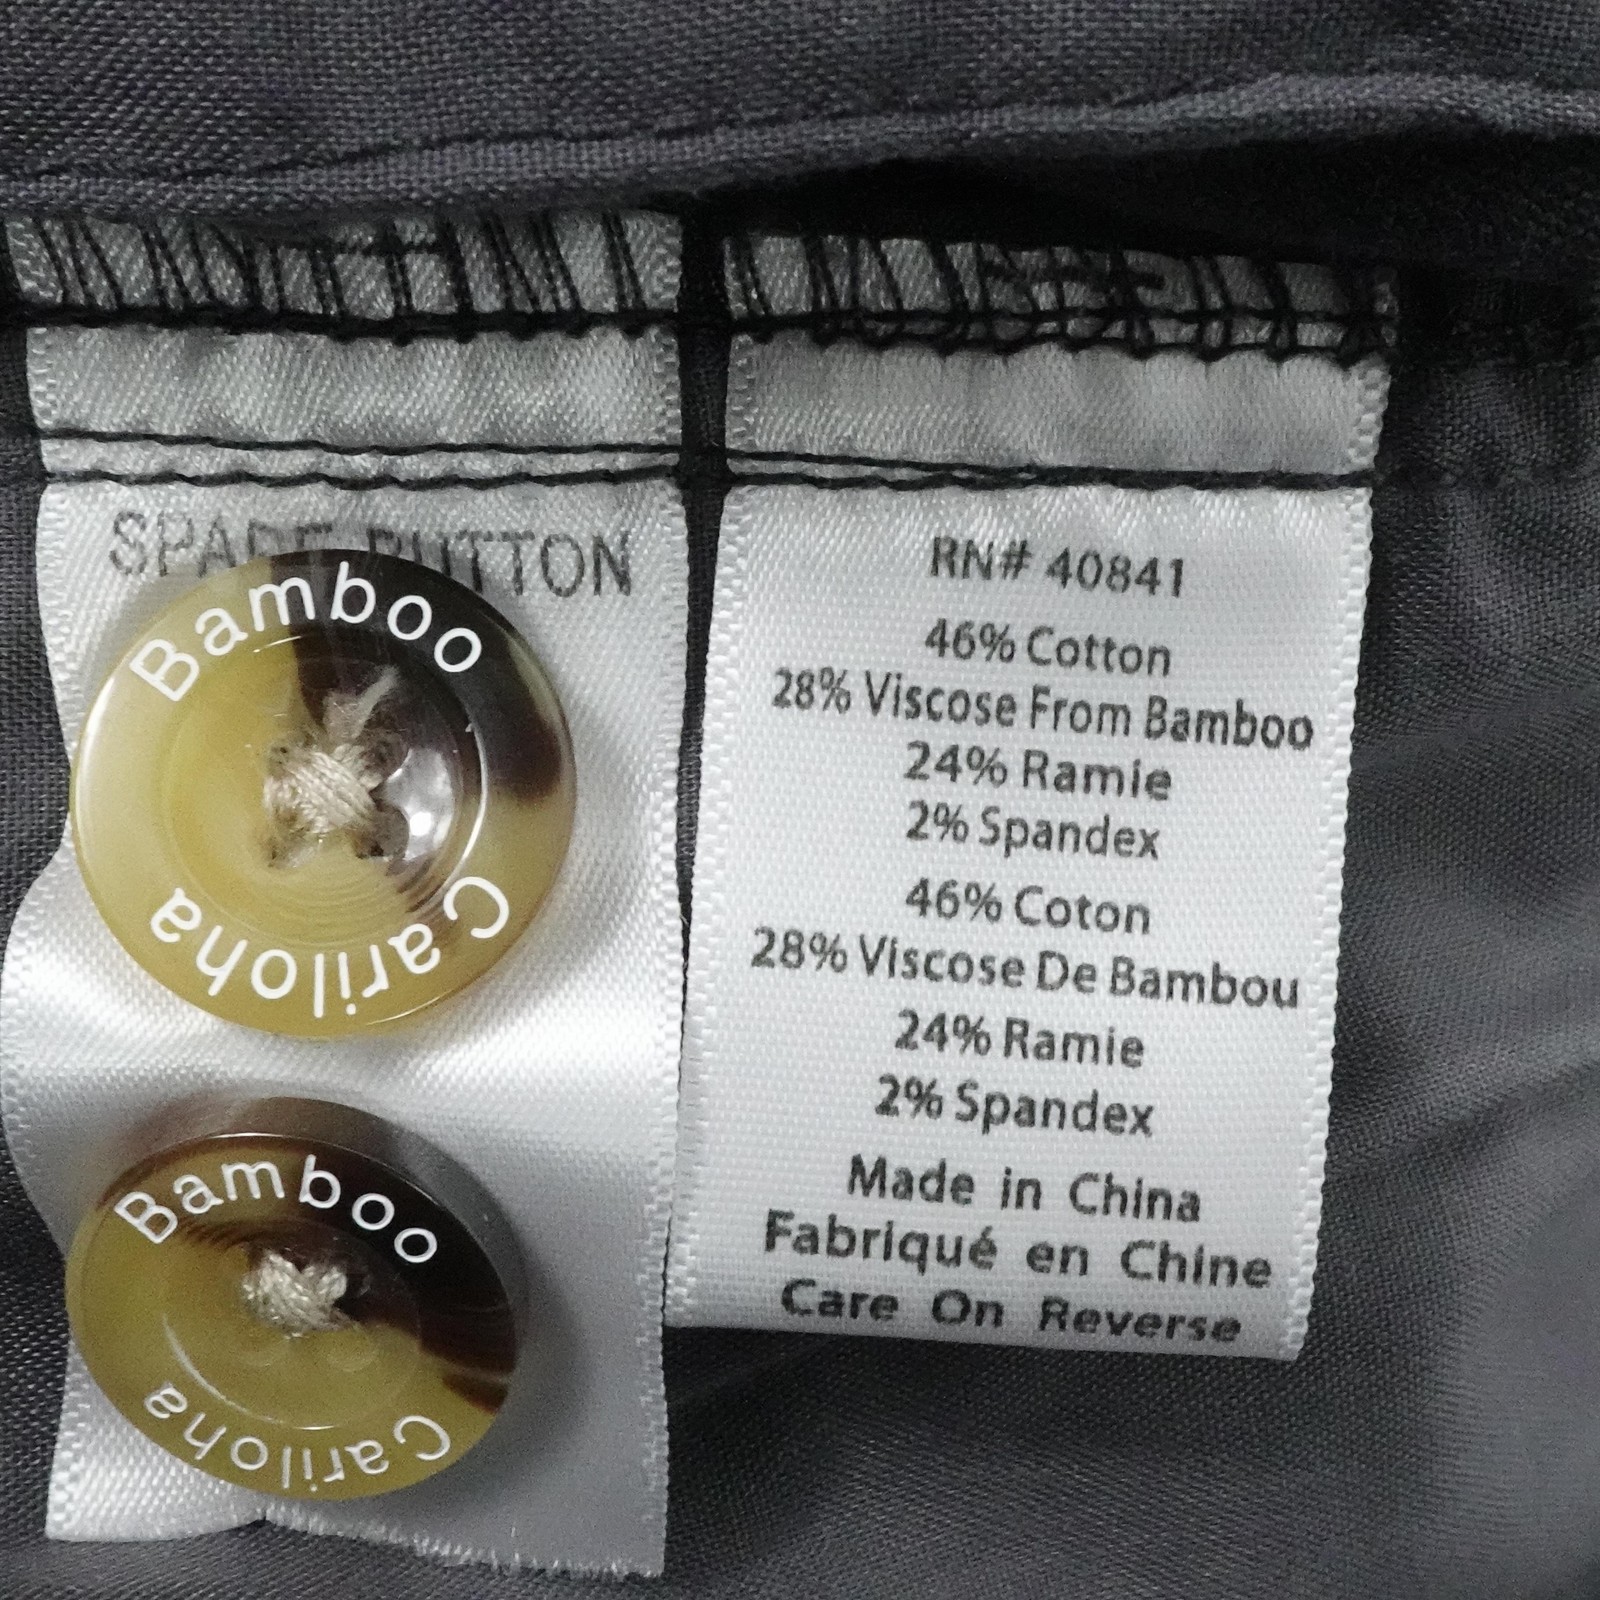 SPADE BUTTON
Bamboo
Cariloha
Bamboo
Cariloha
RN# 40841
46% Cotton
28% Viscose From Bamboo
24% Ramie
2% Spandex
46% Coton
28% Viscose De Bambou
24% Ramie
2% Spandex
Made in China
Fabriqué en Chine
Care On Reverse